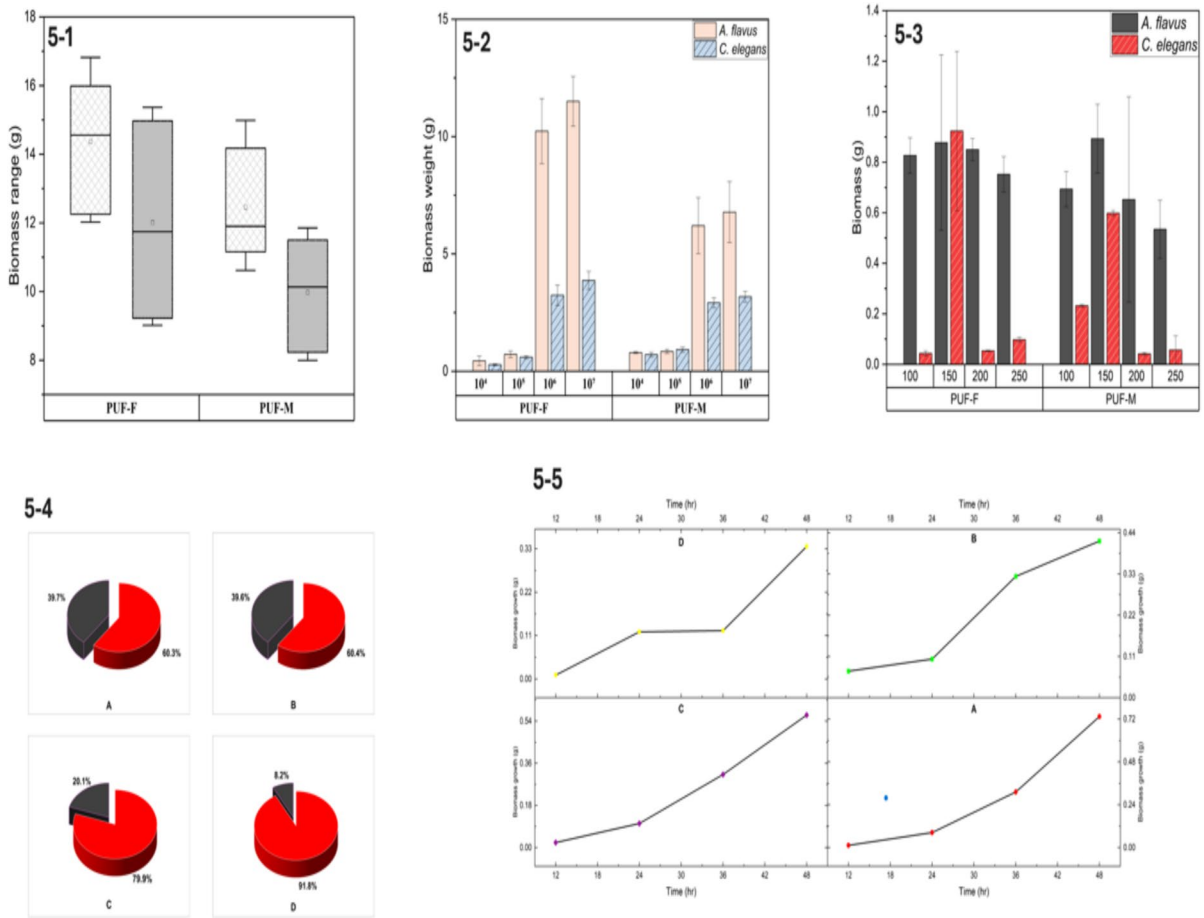 5-1
Biomass range (g)
18
16
14
12
10
8
PUF-F PUF-M
5-2
Biomass weight (g)
15
10
5
0
A. flavus
C. elegans
10⁴ 10⁵ 10⁶ 10⁷ 10⁴ 10⁵ 10⁶ 10⁷
PUF-F PUF-M
5-3
Biomass (g)
1.4
1.2
1.0
0.8
0.6
0.4
0.2
0.0
A. flavus
C. elegans
100 150 200 250 100 150 200 250
PUF-F PUF-M
5-4
39.7%
60.3%
A
39.6%
60.4%
B
20.1%
79.9%
C
8.2%
91.8%
D
5-5
Time (hr) Time (hr)
12 18 24 30 36 42 48 12 18 24 30 36 42 48
D
Biomass growth (g)
0.33
0.22
0.11
0.00
B
0.44
0.33
0.22
0.11
0.00
Biomass growth (g)
C
Biomass growth (g)
0.54
0.36
0.18
0.00
A
0.72
0.48
0.24
0.00
Biomass growth (g)
12 18 24 30 36 42 48 12 18 24 30 36 42 48
Time (hr) Time (hr)